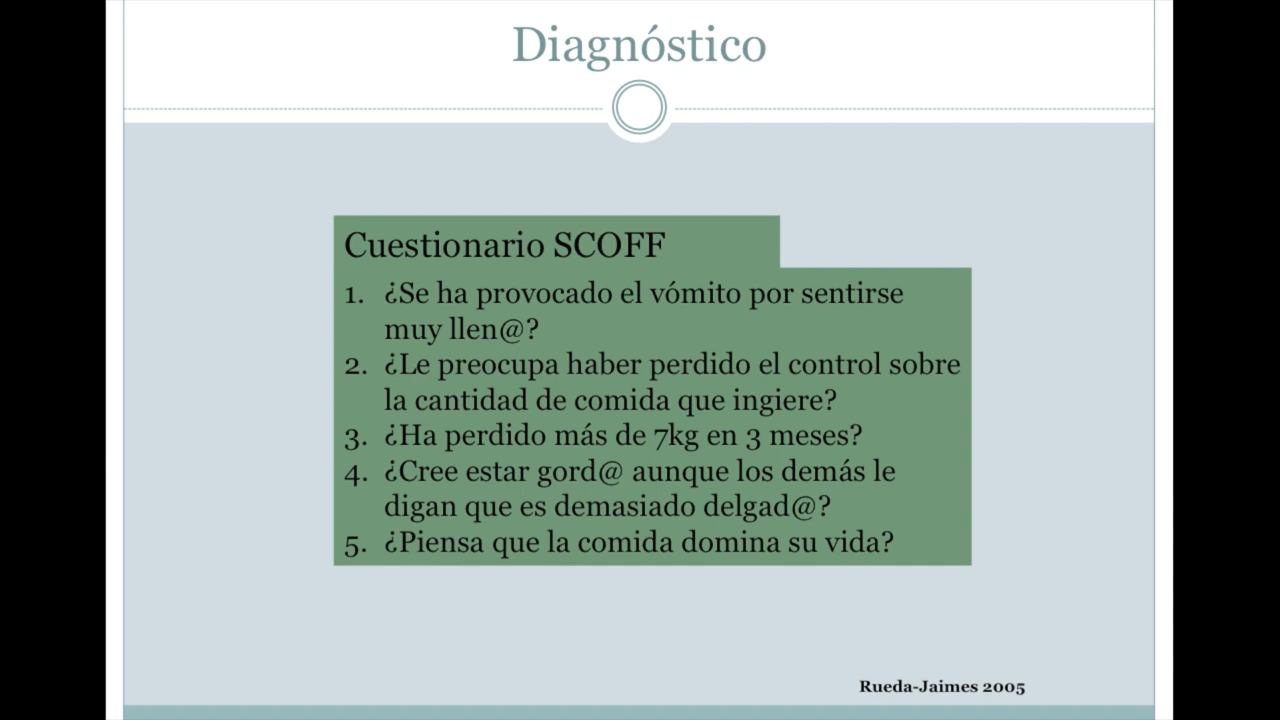 Diagnóstico
Cuestionario SCOFF
1. ¿Se ha provocado el vómito por sentirse
muy llen@?
2. ¿Le preocupa haber perdido el control sobre
la cantidad de comida que ingiere?
3. ¿Ha perdido más de 7kg en 3 meses?
4. ¿Cree estar gord@ aunque los demás le
digan que es demasiado delgad@?
5. ¿Piensa que la comida domina su vida?
Rueda-Jaimes 2005